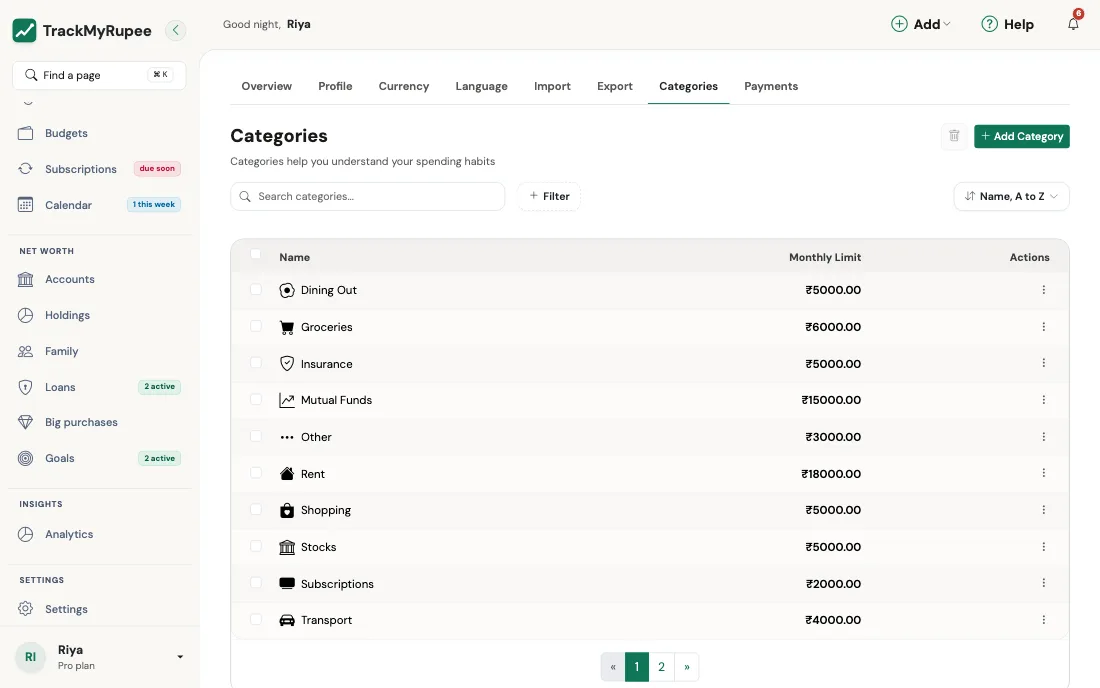 TrackMyRupee
Good night, Riya
Add
Help
6
Find a page
⌘ K
Budgets
Subscriptions
due soon
Calendar
1 this week
NET WORTH
Accounts
Holdings
Family
Loans
2 active
Big purchases
Goals
2 active
INSIGHTS
Analytics
SETTINGS
Settings
RI
Riya
Pro plan
Overview
Profile
Currency
Language
Import
Export
Categories
Payments
Categories
+ Add Category
Categories help you understand your spending habits
Search categories...
+ Filter
Name, A to Z
Name Monthly Limit Actions
Dining Out ₹5000.00
Groceries ₹6000.00
Insurance ₹5000.00
Mutual Funds ₹15000.00
Other ₹3000.00
Rent ₹18000.00
Shopping ₹5000.00
Stocks ₹5000.00
Subscriptions ₹2000.00
Transport ₹4000.00
« 1 2 »